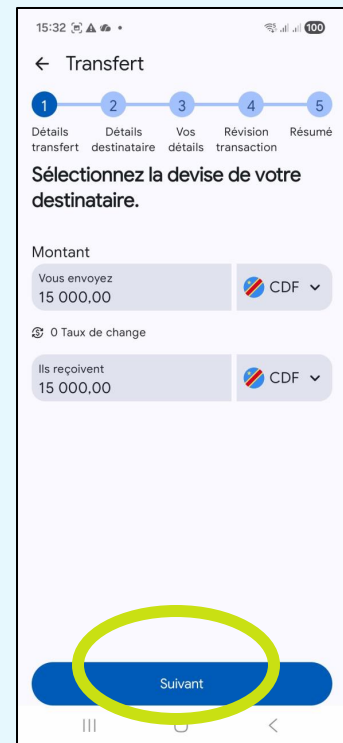 15:32
100
Transfert
1 2 3 4 5
Détails Détails Vos Révision Résumé
transfert destinataire détails transaction
Sélectionnez la devise de votre
destinataire.
Montant
Vous envoyez
15 000,00
CDF
0 Taux de change
Ils reçoivent
15 000,00
CDF
Suivant